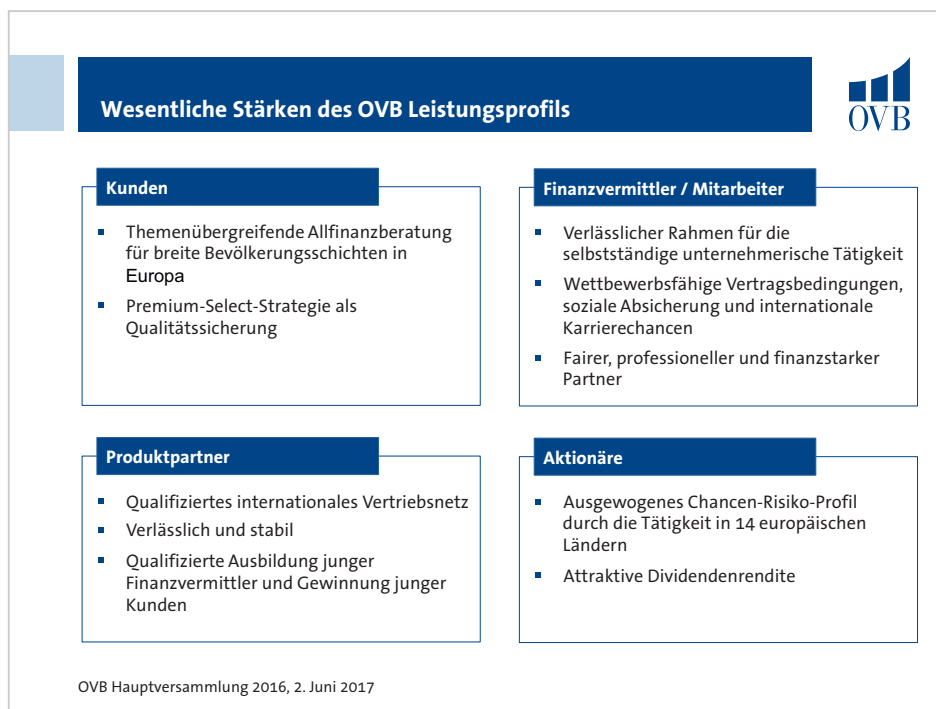 Wesentliche Stärken des OVB Leistungsprofils
OVB
Kunden
Themenübergreifende Allfinanzberatung
für breite Bevölkerungsschichten in
Europa
Premium-Select-Strategie als
Qualitätssicherung
Finanzvermittler / Mitarbeiter
Verlässlicher Rahmen für die
selbstständige unternehmerische Tätigkeit
Wettbewerbsfähige Vertragsbedingungen,
soziale Absicherung und internationale
Karrierechancen
Fairer, professioneller und finanzstarker
Partner
Produktpartner
Qualifiziertes internationales Vertriebsnetz
Verlässlich und stabil
Qualifizierte Ausbildung junger
Finanzvermittler und Gewinnung junger
Kunden
Aktionäre
Ausgewogenes Chancen-Risiko-Profil
durch die Tätigkeit in 14 europäischen
Ländern
Attraktive Dividendenrendite
OVB Hauptversammlung 2016, 2. Juni 2017